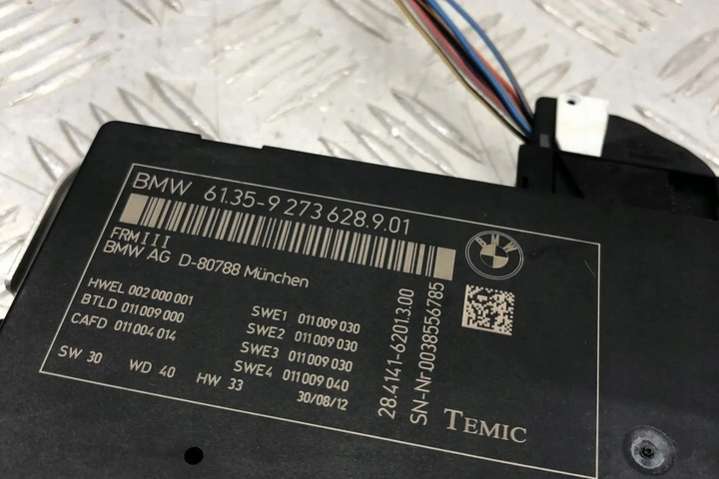 BMW 61.35-9 273 628.9.01
FRMIII
BMW AG D-80788 München
HWEL 002 000 001
BTLD 011 009 000
CAFD 011 004 014
SWE1 011 009 030
SWE2 011 009 030
SWE3 011 009 030
SWE4 011 009 040
SW 30 WD 40 HW 33 30/08/12
28.4141-6201.3.00
SN-Nr 0038556785
BMW
TEMIC